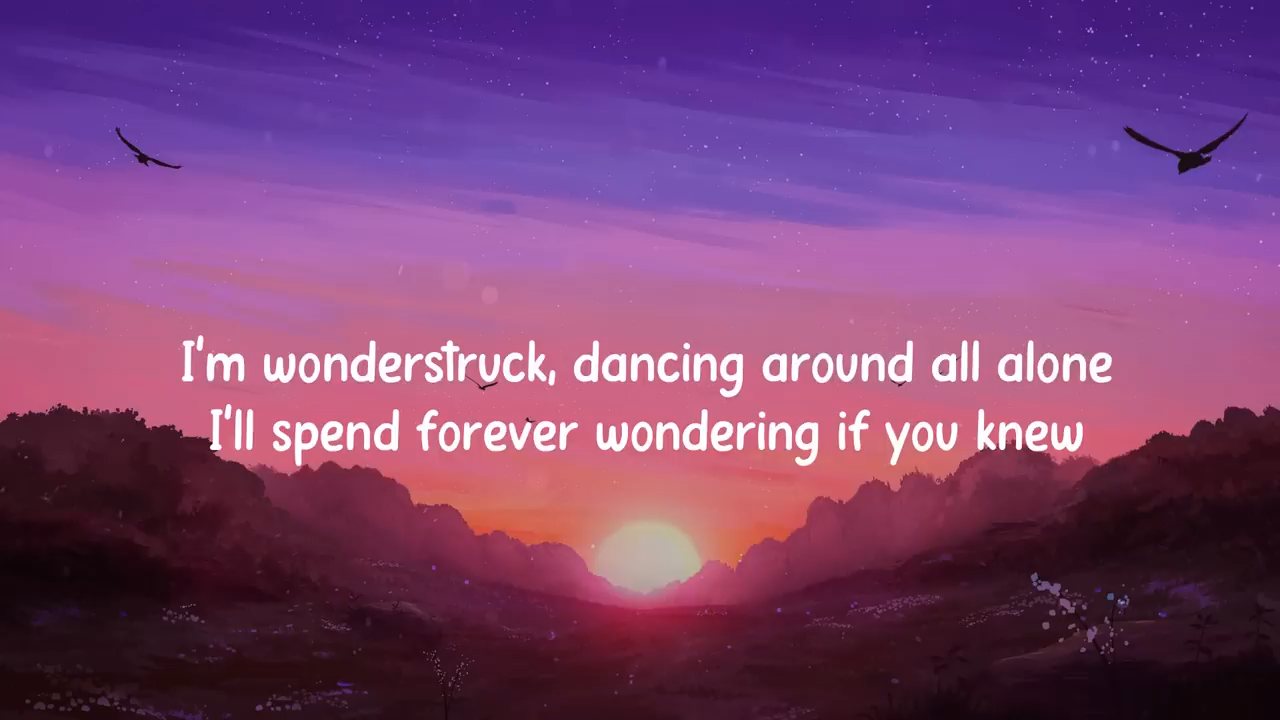 I'm wonderstruck, dancing around all alone
I'll spend forever wondering if you knew